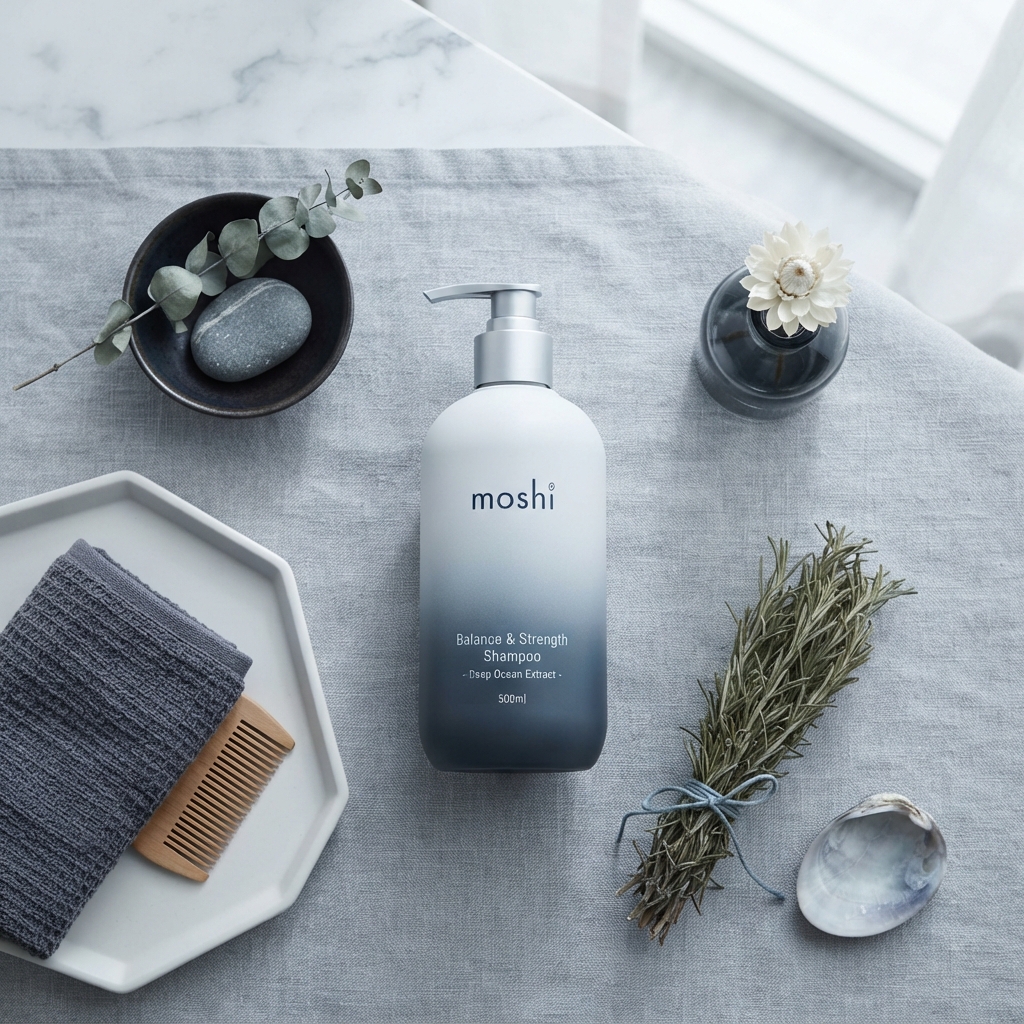 moshi
Balance & Strength
Shampoo
- Dsep Ocean Extract -
500ml